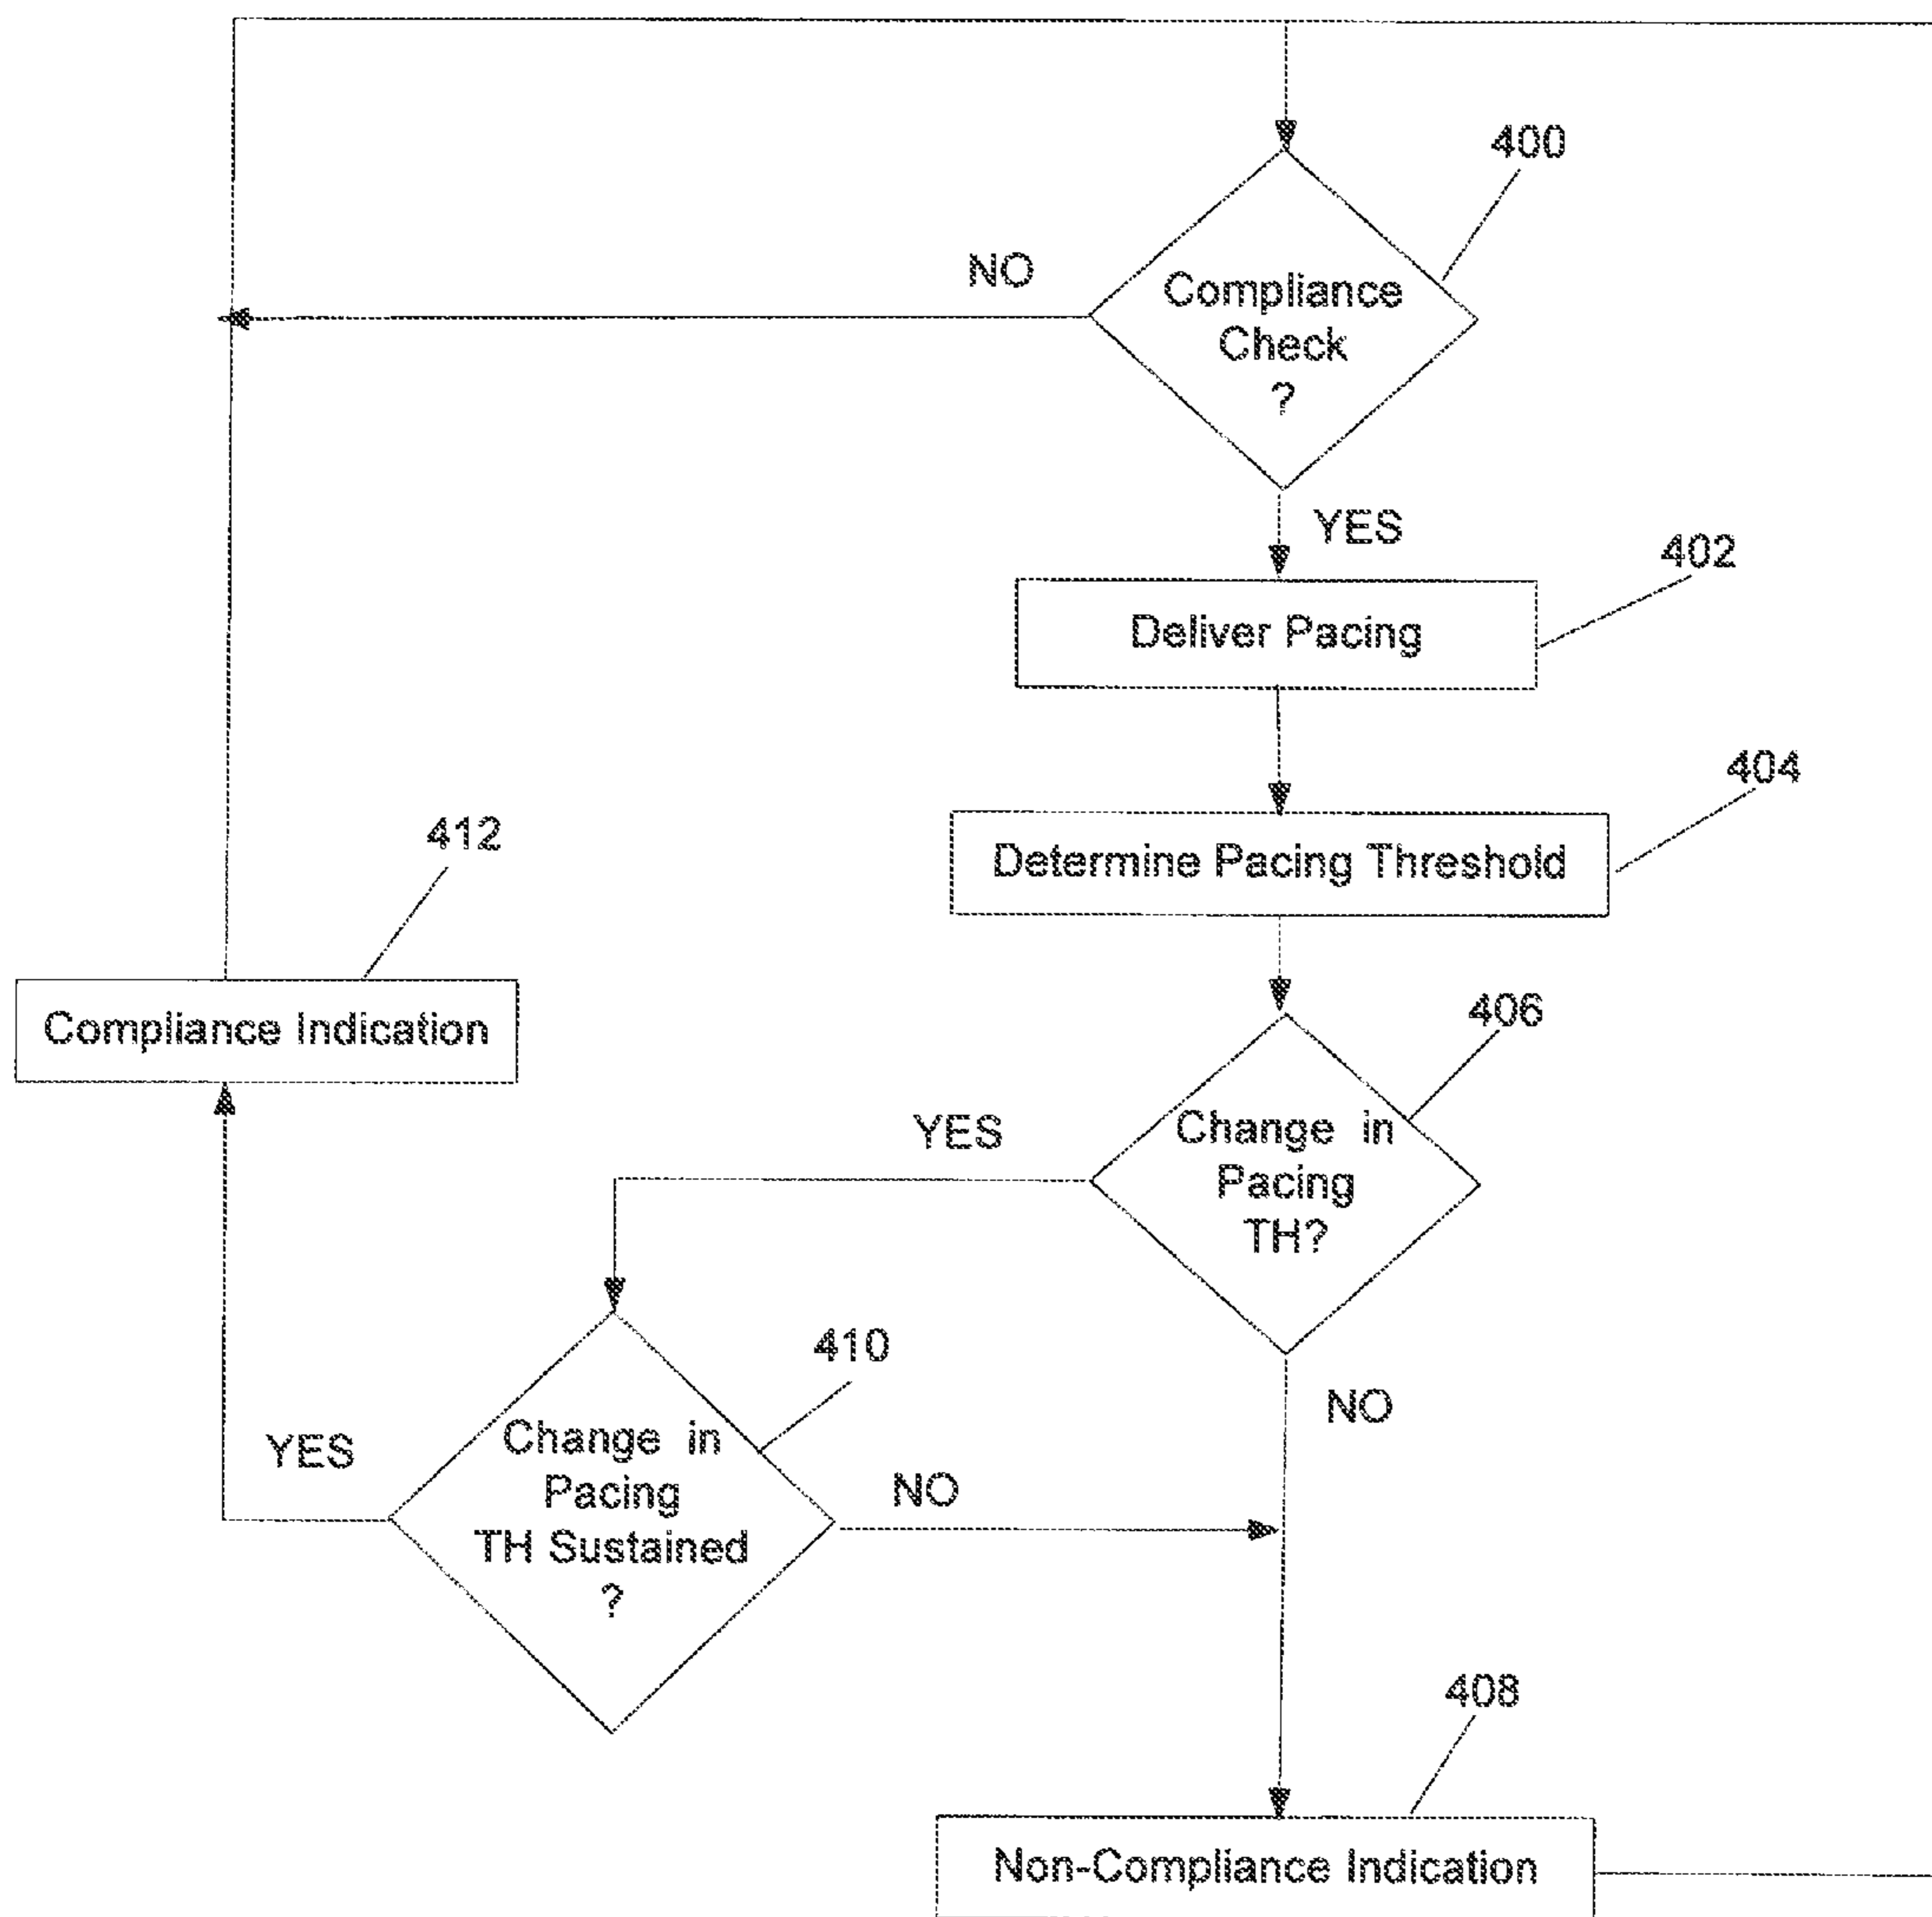 400
NO
Compliance
Check
?
YES
402
Deliver Pacing
404
Determine Pacing Threshold
412
Compliance Indication
406
YES
Change in
Pacing
TH?
410
NO
YES
Change in
Pacing
TH Sustained
?
NO
408
Non-Compliance Indication